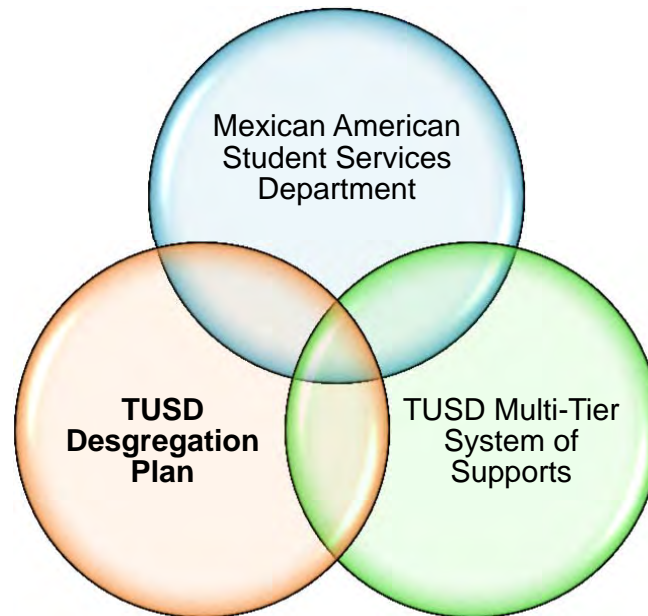 Mexican American
Student Services
Department
TUSD
Desgregation
Plan
TUSD Multi-Tier
System of
Supports